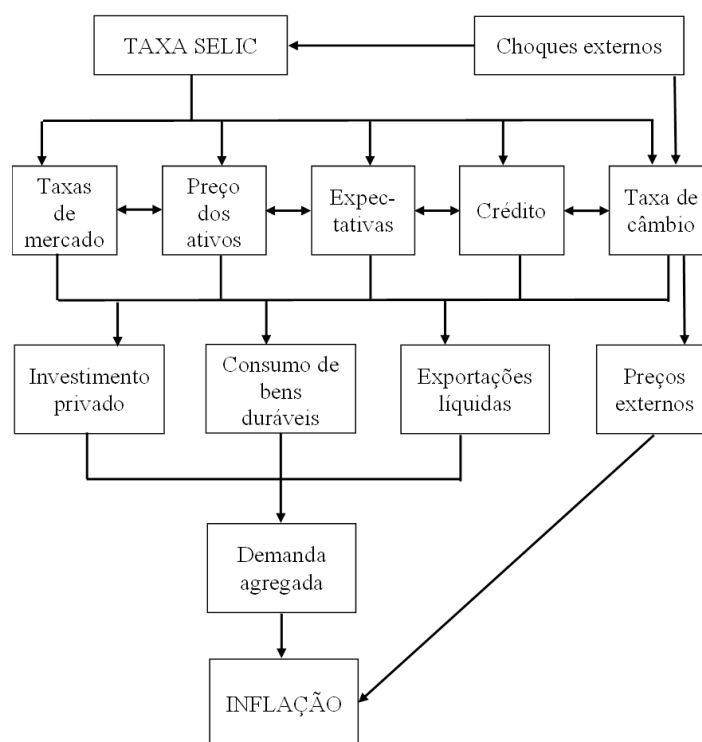 TAXA SELIC
Choques externos
Taxas
de
mercado
Preço
dos
ativos
Expec-
tativas
Crédito
Taxa de
câmbio
Investimento
privado
Consumo de
bens
duráveis
Exportações
líquidas
Preços
externos
Demanda
agregada
INFLAÇÃO